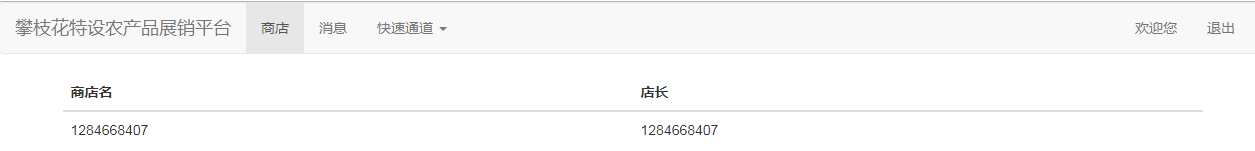 攀枝花特设农产品展销平台 商店 消息 快速通道 欢迎您 退出
商店名 店长
1284668407 1284668407